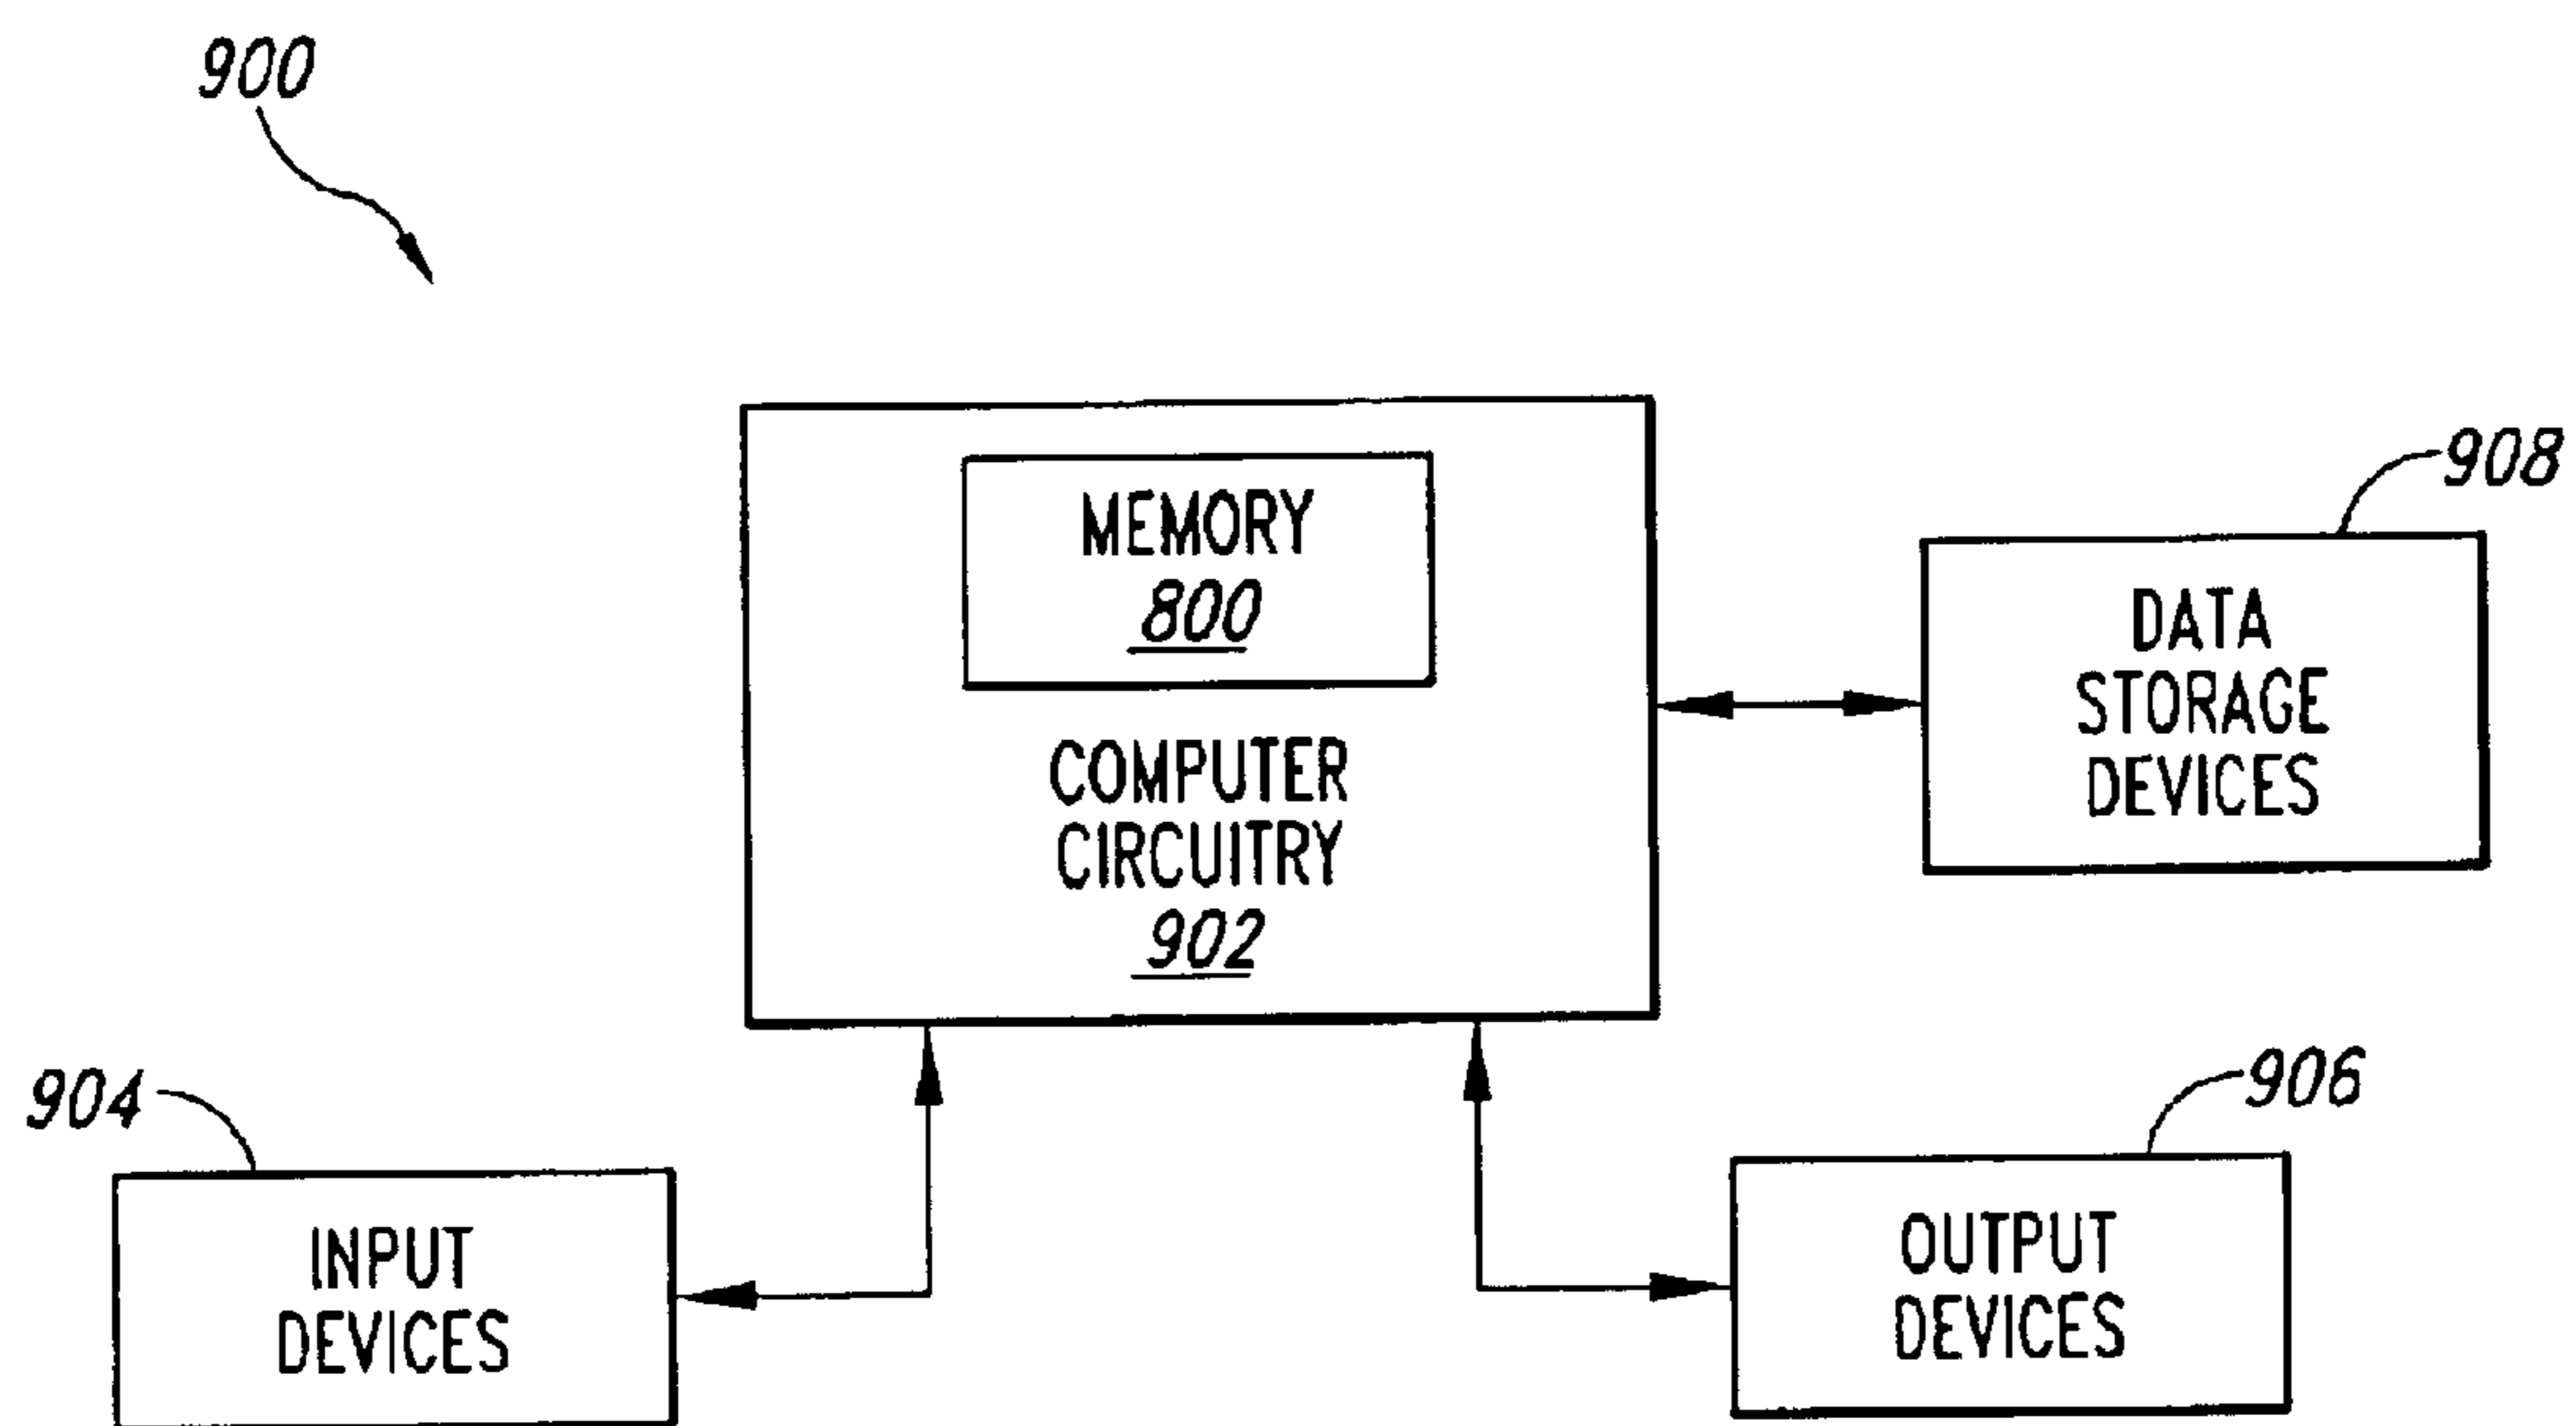 900
MEMORY
800
COMPUTER
CIRCUITRY
902
908
DATA
STORAGE
DEVICES
904
INPUT
DEVICES
906
OUTPUT
DEVICES